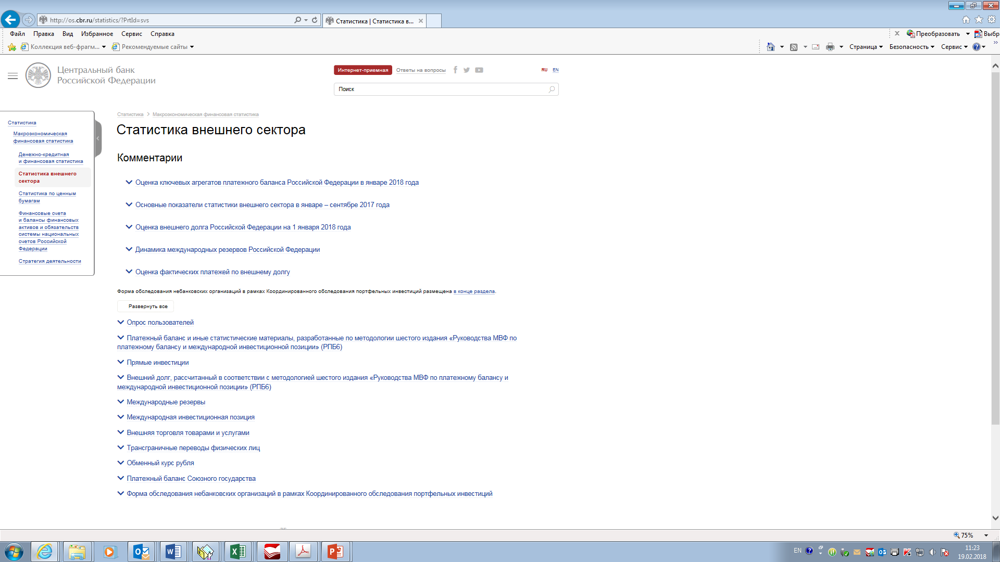 http://os.cbr.ru/statistics/?PrtId=svs
Статистика | Статистика в...
Файл Правка Вид Избранное Сервис Справка
Преобразовать Выбр
Коллекция веб-фрагм... Рекомендуемые сайты
Страница Безопасность Сервис
Центральный банк
Российской Федерации
Интернет-приемная Ответы на вопросы
RU EN
Поиск
Статистика
Макроэкономическая
финансовая статистика
Денежно-кредитная
и финансовая статистика
Статистика внешнего
сектора
Статистика по ценным
бумагам
Финансовые счета
и балансы финансовых
активов и обязательств
системы национальных
счетов Российской
Федерации
Стратегия деятельности
Статистика > Макроэкономическая финансовая статистика
Статистика внешнего сектора
Комментарии
Оценка ключевых агрегатов платежного баланса Российской Федерации в январе 2018 года
Основные показатели статистики внешнего сектора в январе – сентябре 2017 года
Оценка внешнего долга Российской Федерации на 1 января 2018 года
Динамика международных резервов Российской Федерации
Оценка фактических платежей по внешнему долгу
Форма обследования небанковских организаций в рамках Координированного обследования портфельных инвестиций размещена в конце раздела.
Развернуть все
Опрос пользователей
Платежный баланс и иные статистические материалы, разработанные по методологии шестого издания «Руководства МВФ по
платежному балансу и международной инвестиционной позиции» (РПБ6)
Прямые инвестиции
Внешний долг, рассчитанный в соответствии с методологией шестого издания «Руководства МВФ по платежному балансу и
международной инвестиционной позиции» (РПБ6)
Международные резервы
Международная инвестиционная позиция
Внешняя торговля товарами и услугами
Трансграничные переводы физических лиц
Обменный курс рубля
Платежный баланс Союзного государства
Форма обследования небанковских организаций в рамках Координированного обследования портфельных инвестиций
75%
EN
11:23
19.02.2018